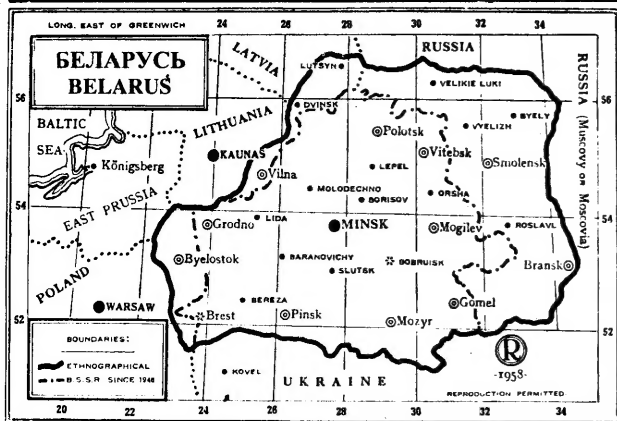 LONG. EAST OF GREENWICH
24 26 28 30 32
БЕЛАРУСЬ
BELARUŚ
LATVIA
RUSSIA
LUTSYN
VELIKIE LUKI
56
56
DVINSK
BYELY
BALTIC
SEA
LITHUANIA
Polotsk
VYELIZH
RUSSIA (Muscovy or Moscovia)
KAUNAS
Vitebsk
Smolensk
Königsberg
Vilna
LEPEL
MOLODECHNO
ORSHA
BORISOV
EAST PRUSSIA
54
54
LIDA
Grodno
MINSK
Mogilev
ROSLAVL
Byelostok
BARANOVICHY
BOBRUISK
Bransk
SLUTSK
POLAND
WARSAW
BEREZA
Gomel
Brest
Pinsk
Mozyr
52
52
BOUNDARIES:
ETHNOGRAPHICAL
B.S.S.R SINCE 1946
KOVEL
UKRAINE
R
-1958-
REPRODUCTION PERMITTED
20 22 24 26 28 30 32 34